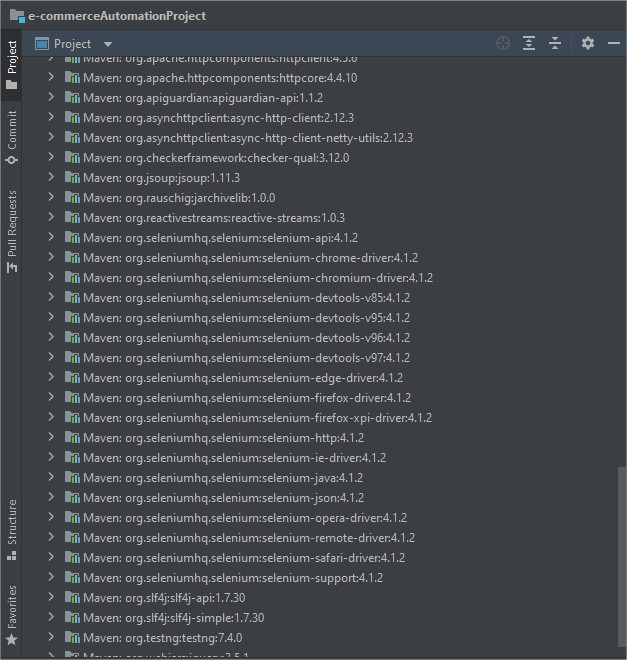 e-commerceAutomationProject
Project
Project
Commit
Pull Requests
Structure
Favorites
Maven: org.apache.httpcomponents:httpclient:4.5.6
Maven: org.apache.httpcomponents:httpcore:4.4.10
Maven: org.apiguardian:apiguardian-api:1.1.2
Maven: org.asynchttpclient:async-http-client:2.12.3
Maven: org.asynchttpclient:async-http-client-netty-utils:2.12.3
Maven: org.checkerframework:checker-qual:3.12.0
Maven: org.jsoup:jsoup:1.11.3
Maven: org.rauschig:jarchivelib:1.0.0
Maven: org.reactivestreams:reactive-streams:1.0.3
Maven: org.seleniumhq.selenium:selenium-api:4.1.2
Maven: org.seleniumhq.selenium:selenium-chrome-driver:4.1.2
Maven: org.seleniumhq.selenium:selenium-chromium-driver:4.1.2
Maven: org.seleniumhq.selenium:selenium-devtools-v85:4.1.2
Maven: org.seleniumhq.selenium:selenium-devtools-v95:4.1.2
Maven: org.seleniumhq.selenium:selenium-devtools-v96:4.1.2
Maven: org.seleniumhq.selenium:selenium-devtools-v97:4.1.2
Maven: org.seleniumhq.selenium:selenium-edge-driver:4.1.2
Maven: org.seleniumhq.selenium:selenium-firefox-driver:4.1.2
Maven: org.seleniumhq.selenium:selenium-firefox-xpi-driver:4.1.2
Maven: org.seleniumhq.selenium:selenium-http:4.1.2
Maven: org.seleniumhq.selenium:selenium-ie-driver:4.1.2
Maven: org.seleniumhq.selenium:selenium-java:4.1.2
Maven: org.seleniumhq.selenium:selenium-json:4.1.2
Maven: org.seleniumhq.selenium:selenium-opera-driver:4.1.2
Maven: org.seleniumhq.selenium:selenium-remote-driver:4.1.2
Maven: org.seleniumhq.selenium:selenium-safari-driver:4.1.2
Maven: org.seleniumhq.selenium:selenium-support:4.1.2
Maven: org.slf4j:slf4j-api:1.7.30
Maven: org.slf4j:slf4j-simple:1.7.30
Maven: org.testng:testng:7.4.0